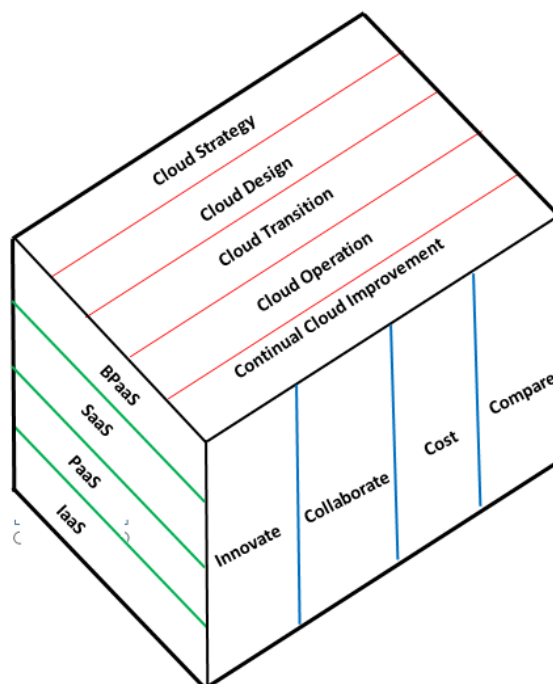 Cloud Strategy
Cloud Design
Cloud Transition
Cloud Operation
Continual Cloud Improvement
BPaaS
SaaS
PaaS
IaaS
Innovate
Collaborate
Cost
Compare